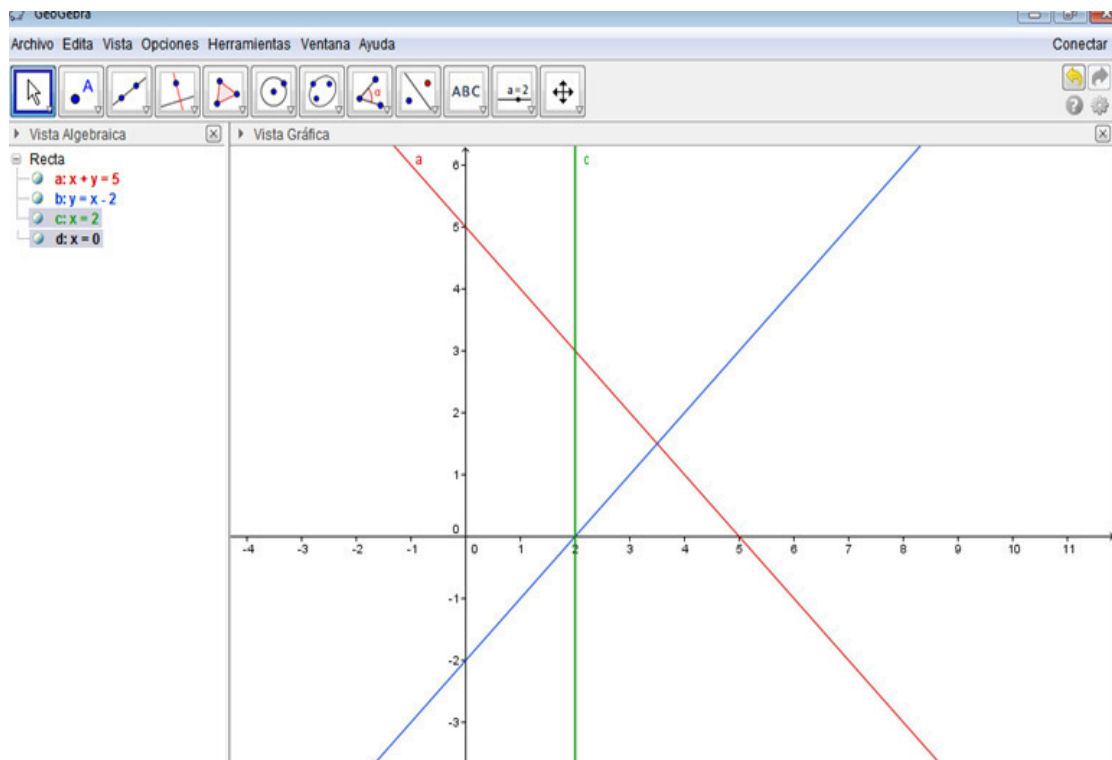 GeoGebra
Archivo Edita Vista Opciones Herramientas Ventana Ayuda
Conectar
A
α
ABC
a = 2
?
Vista Algebraica
Vista Gráfica
Recta
a: x + y = 5
b: y = x - 2
c: x = 2
d: x = 0
a
c
6
5
4
3
2
1
0
-4 -3 -2 -1 0 1 2 3 4 5 6 7 8 9 10 11
-1
-2
-3